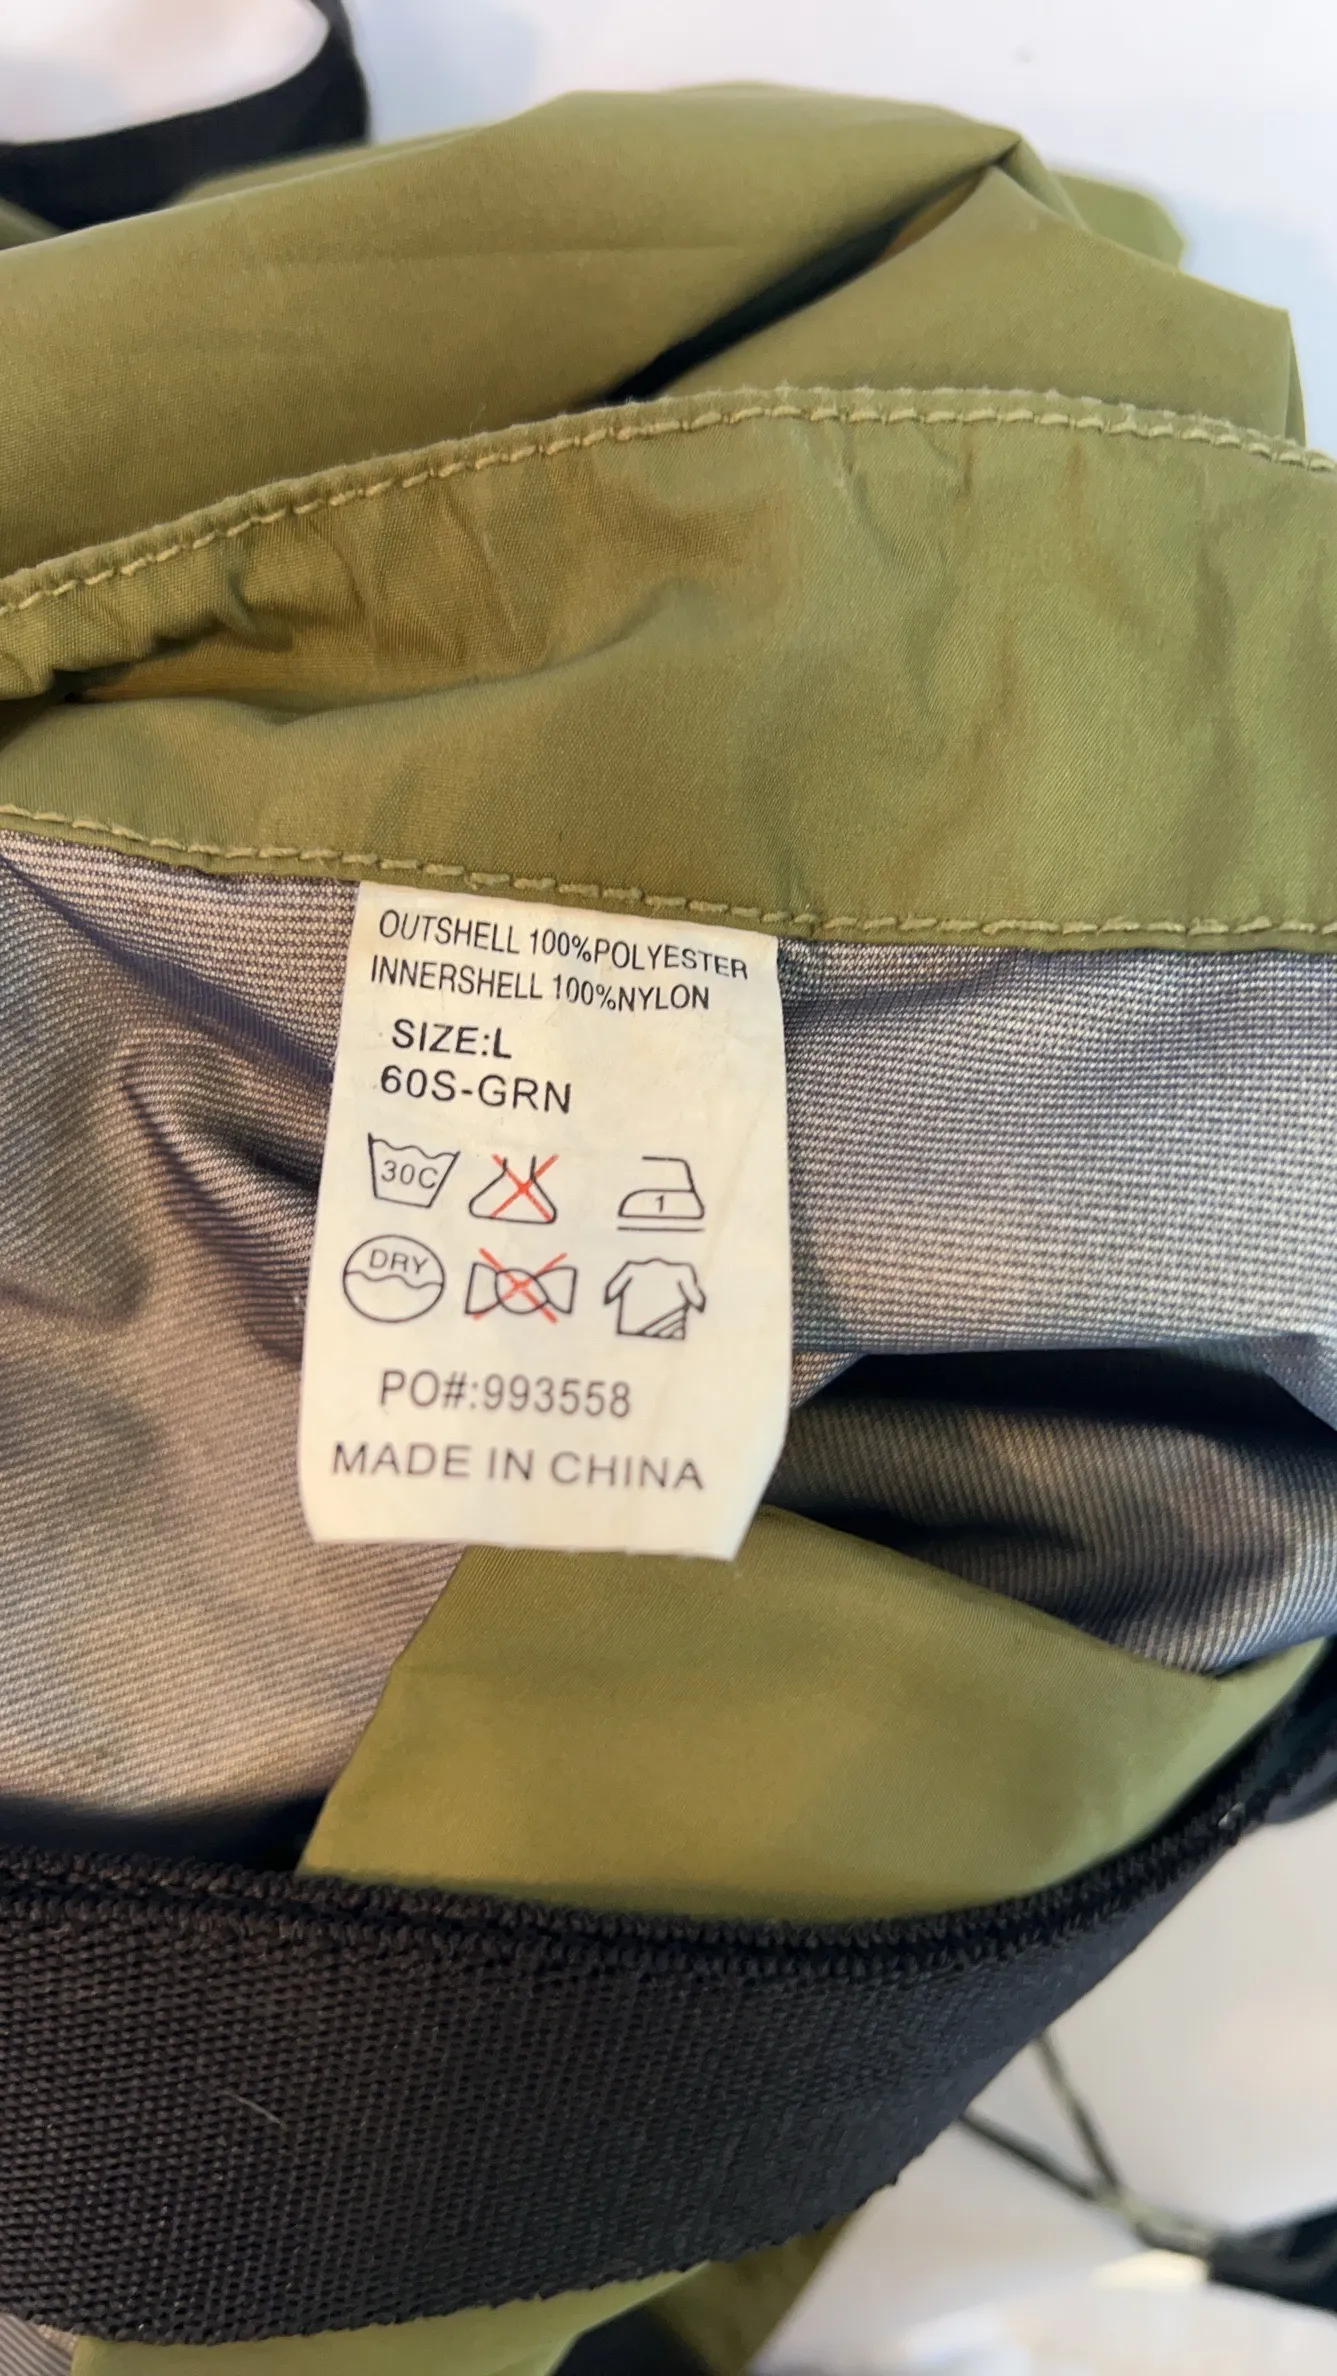 OUTSHELL 100%POLYESTER
INNERSHELL 100%NYLON
SIZE:L
60S-GRN
30C
1
DRY
PO#:993558
MADE IN CHINA